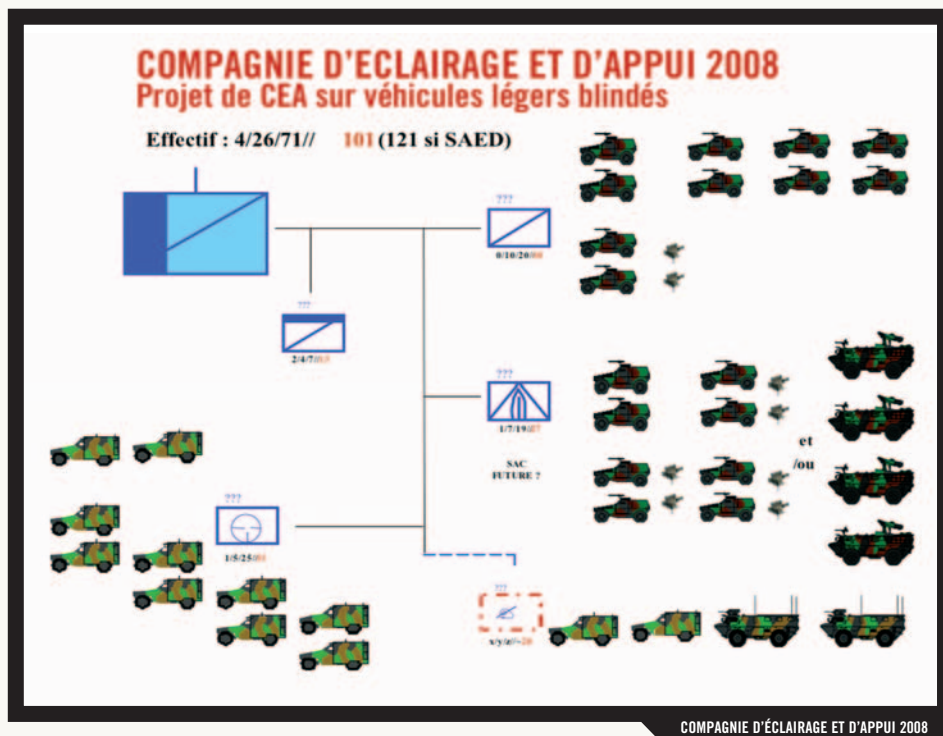 COMPAGNIE D'ECLAIRAGE ET D'APPUI 2008
Projet de CEA sur véhicules légers blindés
Effectif : 4/26/71// 101 (121 si SAED)
???
0/10/20/
???
2/4/7//
???
1/7/19/
SAC
FUTURE ?
et
/ou
???
1/5/25/
???
x/y/z//~20
COMPAGNIE D'ÉCLAIRAGE ET D'APPUI 2008